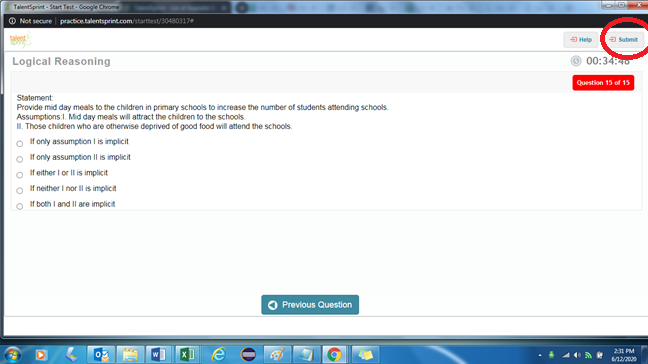 TalentSprint - Start Test - Google Chrome
Not secure | practice.talentsprint.com/starttest/30480317#
talent
Help
Submit
Logical Reasoning
00:34:48
Question 15 of 15
Statement:
Provide mid day meals to the children in primary schools to increase the number of students attending schools.
Assumptions:I. Mid day meals will attract the children to the schools.
II. Those children who are otherwise deprived of good food will attend the schools.
If only assumption I is implicit
If only assumption II is implicit
If either I or II is implicit
If neither I nor II is implicit
If both I and II are implicit
Previous Question
2:31 PM
6/12/2020